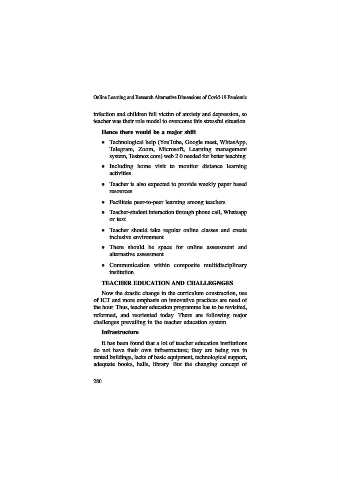 Online Learning and Research Alternative Dimensions of Covid-19 Pandemic
infection and children fell victim of anxiety and depression, so
teacher was their role model to overcome this stressful situation
Hence there would be a major shift
● Technological help (YouTube, Google meet, WhatsApp,
Telegram, Zoom, Microsoft, Learning management
system, Testmoz com) web 2 0 needed for better teaching
● Including home visit to monitor distance learning
activities
● Teacher is also expected to provide weekly paper based
resources
● Facilitate peer-to-peer learning among teachers
● Teacher-student interaction through phone call, Whatsapp
or text
● Teacher should take regular online classes and create
inclusive environment
● There should be space for online assessment and
alternative assessment
● Communication within composite multidisciplinary
institution
TEACHER EDUCATION AND CHALLENGES
Now the drastic change in the curriculum construction, use
of ICT and more emphasis on innovative practices are need of
the hour Thus, teacher education programme has to be revisited,
reformed, and reoriented today There are following major
challenges prevailing in the teacher education system
Infrastructure
It has been found that a lot of teacher education institutions
do not have their own infrastructure; they are being run in
rented buildings, lacks of basic equipment, technological support,
adequate books, halls, library For the changing concept of
280